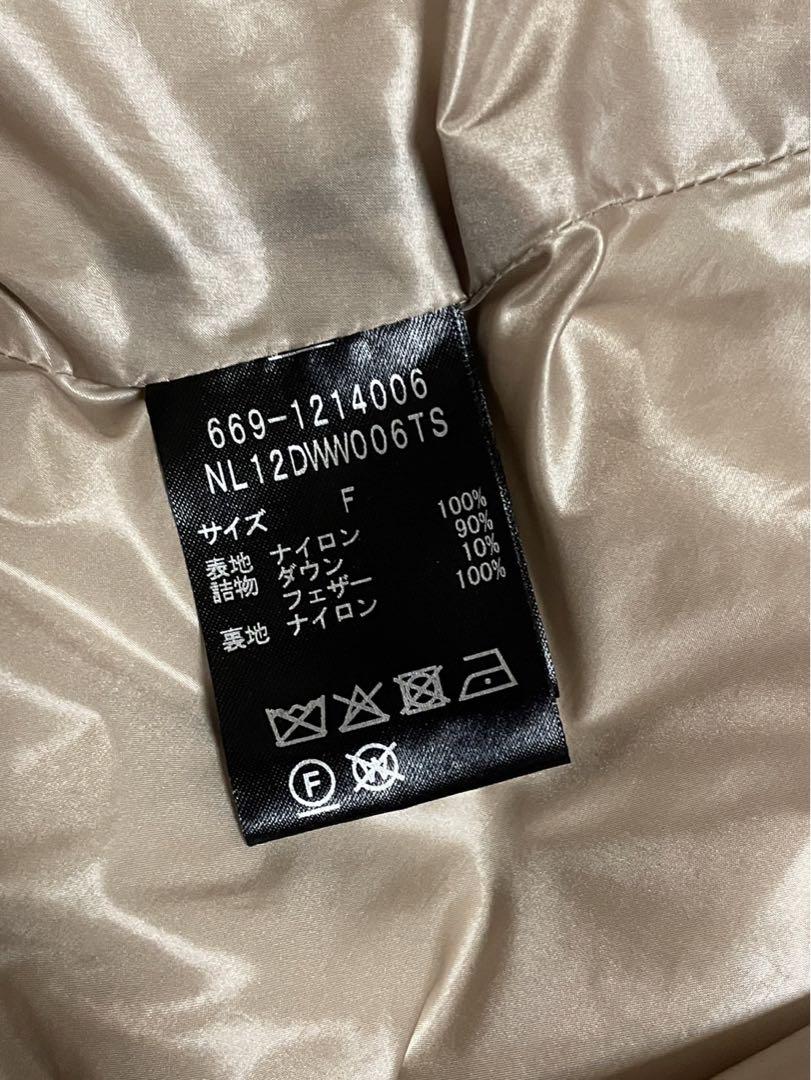 669-1214006
NL12DWW006TS
サイズ F
表地 ナイロン 100%
詰物 ダウン 90%
フェザー 10%
裏地 ナイロン 100%
F W